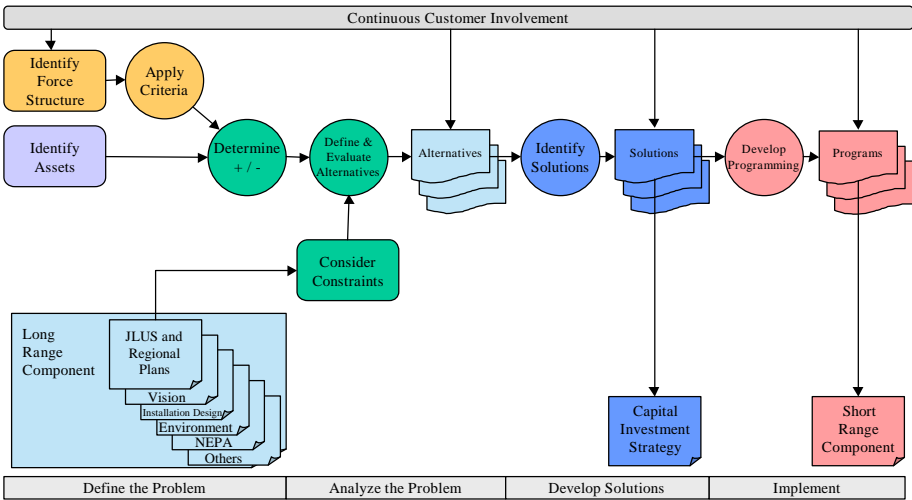 Continuous Customer Involvement
Identify
Force
Structure
Apply
Criteria
Identify
Assets
Determine
+ / -
Define &
Evaluate
Alternatives
Alternatives
Identify
Solutions
Solutions
Develop
Programming
Programs
Consider
Constraints
Long
Range
Component
JLUS and
Regional
Plans
Vision
Installation Design
Environment
NEPA
Others
Capital
Investment
Strategy
Short
Range
Component
Define the Problem
Analyze the Problem
Develop Solutions
Implement